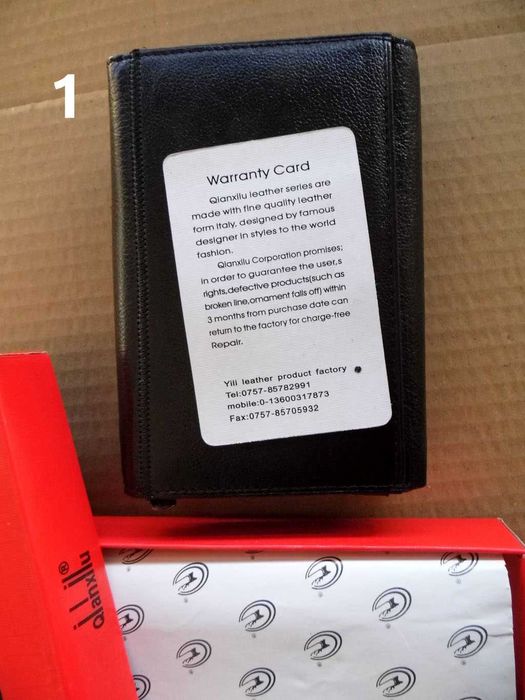 1
Warranty Card
Qianxilu leather series are
made with fine quality leather
form Italy, designed by famous
designer in styles to the world
fashion.
Qianxilu Corporation promises;
in order to guarantee the user,s
rights,defective products(such as
broken line,ornament falls off) within
3 months from purchase date can
return to the factory for charge-free
Repair.
Yili leather product factory
Tel:0757-85782991
mobile:0-13600317873
Fax:0757-85705932
qianxilu®